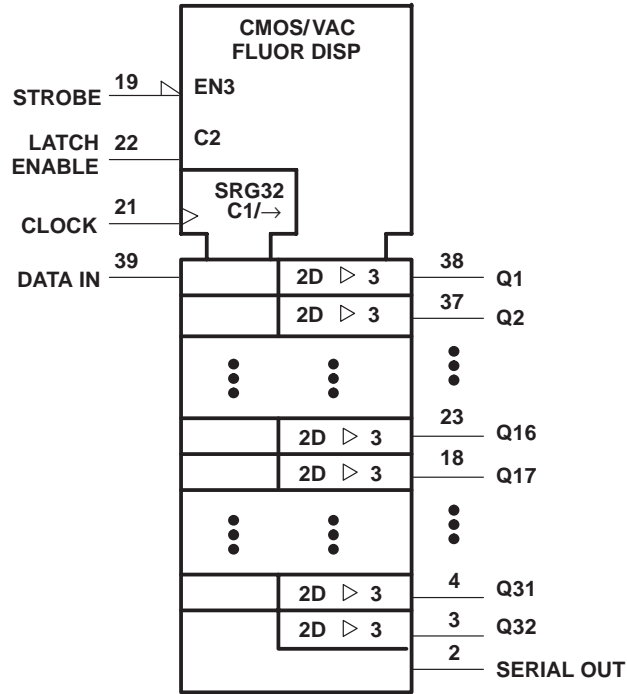 CMOS/VAC
FLUOR DISP
STROBE 19 EN3
LATCH 22 C2
ENABLE
SRG32
CLOCK 21 C1/→
DATA IN 39 2D ▷ 3 38 Q1
2D ▷ 3 37 Q2
2D ▷ 3 23 Q16
2D ▷ 3 18 Q17
2D ▷ 3 4 Q31
2D ▷ 3 3 Q32
2 SERIAL OUT